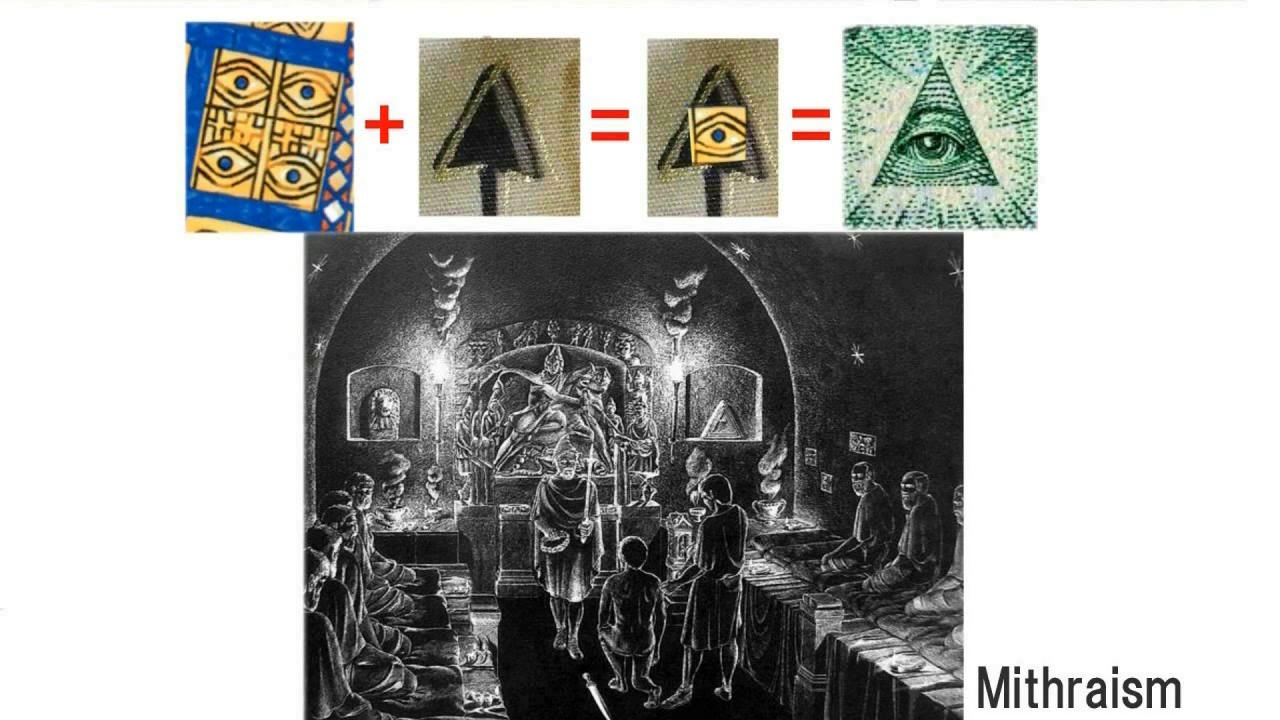 + = =
Mithraism